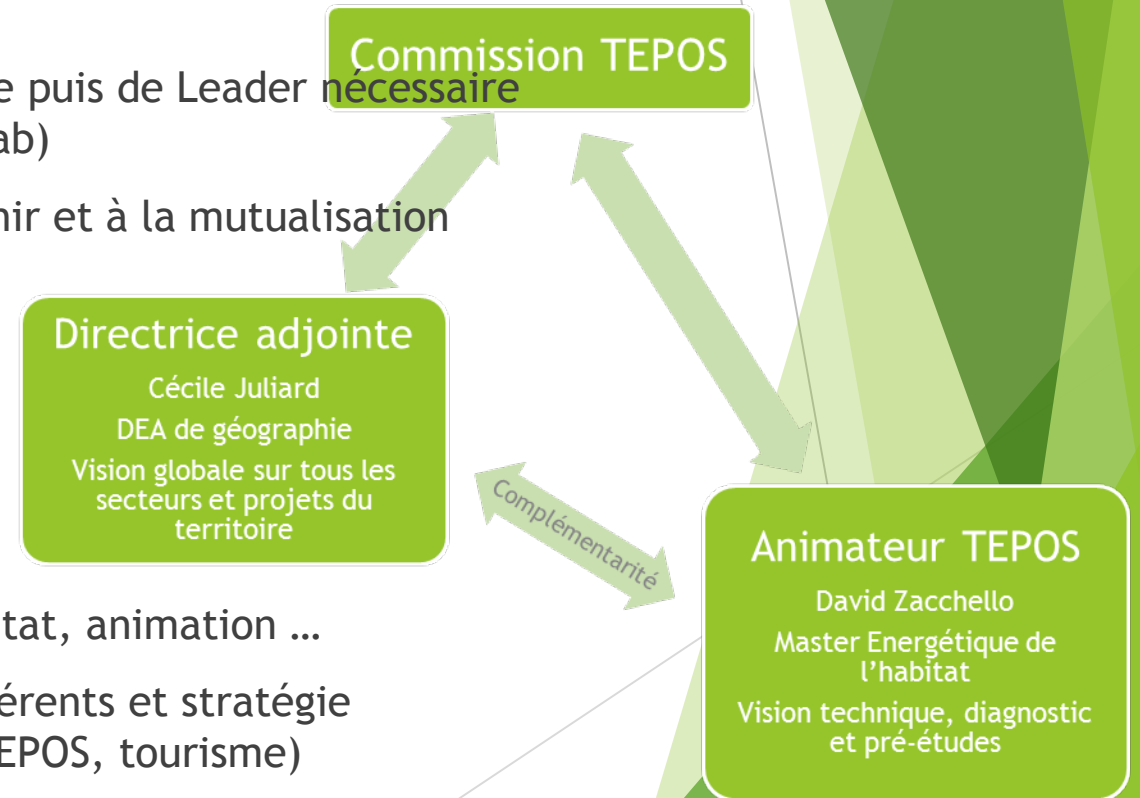 Commission TEPOS
e puis de Leader nécessaire
ab)
nir et à la mutualisation
Directrice adjointe
Cécile Juliard
DEA de géographie
Vision globale sur tous les
secteurs et projets du
territoire
Complémentarité
Animateur TEPOS
David Zacchello
Master Energétique de
l’habitat
Vision technique, diagnostic
et pré-études
tat, animation …
érents et stratégie
EPOS, tourisme)